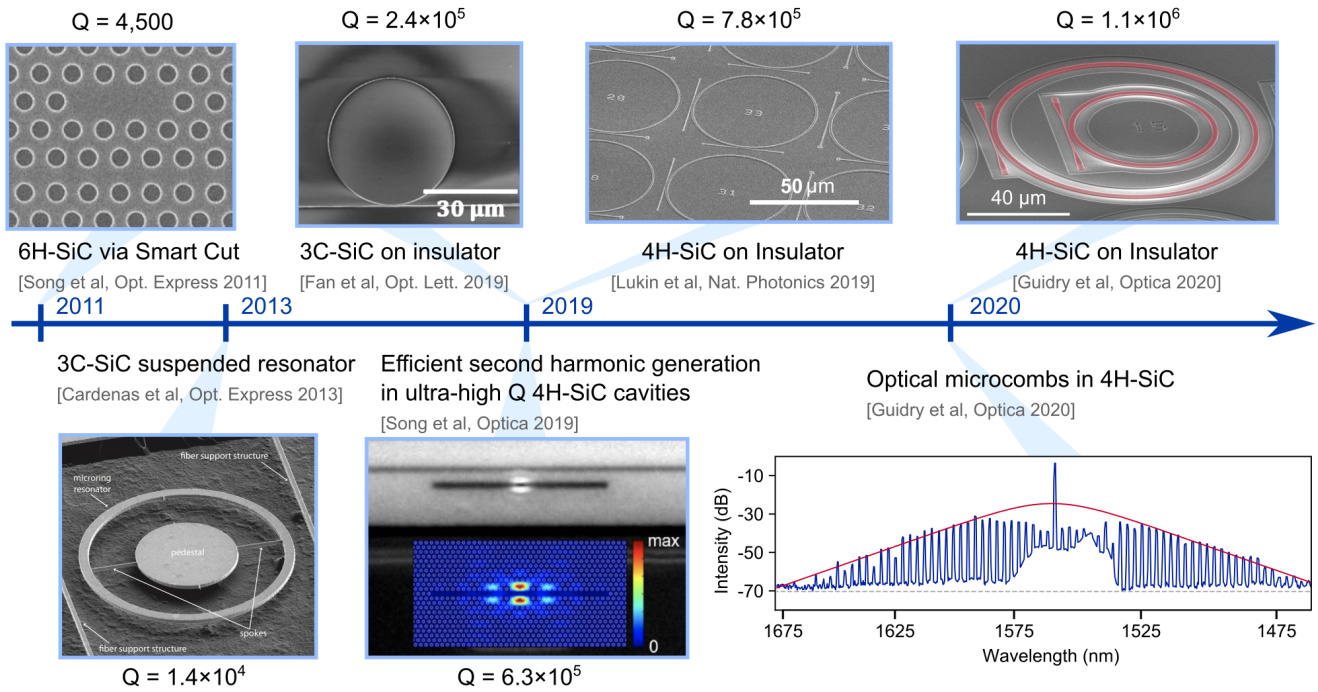 Q = 4,500
Q = 2.4×10⁵
Q = 7.8×10⁵
Q = 1.1×10⁶
30 µm
28
33
31
32
50 µm
15
40 µm
6H-SiC via Smart Cut
[Song et al, Opt. Express 2011]
3C-SiC on insulator
[Fan et al, Opt. Lett. 2019]
4H-SiC on Insulator
[Lukin et al, Nat. Photonics 2019]
4H-SiC on Insulator
[Guidry et al, Optica 2020]
2011
2013
2019
2020
3C-SiC suspended resonator
[Cardenas et al, Opt. Express 2013]
fiber support structure
microring
resonator
pedestal
spokes
fiber support structure
Q = 1.4×10⁴
Efficient second harmonic generation
in ultra-high Q 4H-SiC cavities
[Song et al, Optica 2019]
max
0
Q = 6.3×10⁵
Optical microcombs in 4H-SiC
[Guidry et al, Optica 2020]
Intensity (dB)
-10
-30
-50
-70
1675
1625
1575
1525
1475
Wavelength (nm)